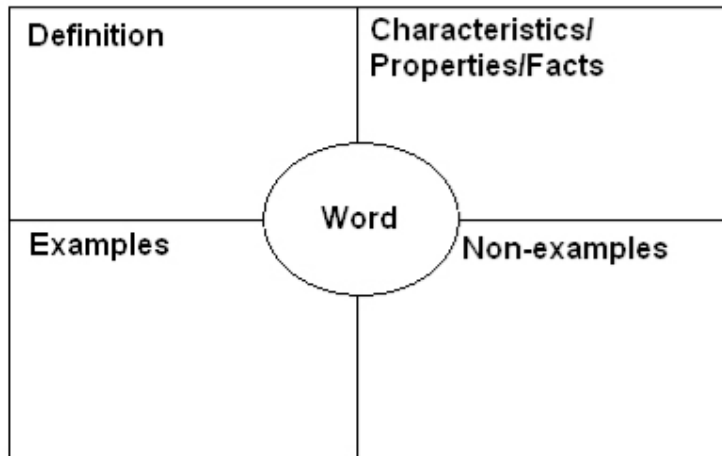 Definition
Characteristics/
Properties/Facts
Word
Examples
Non-examples